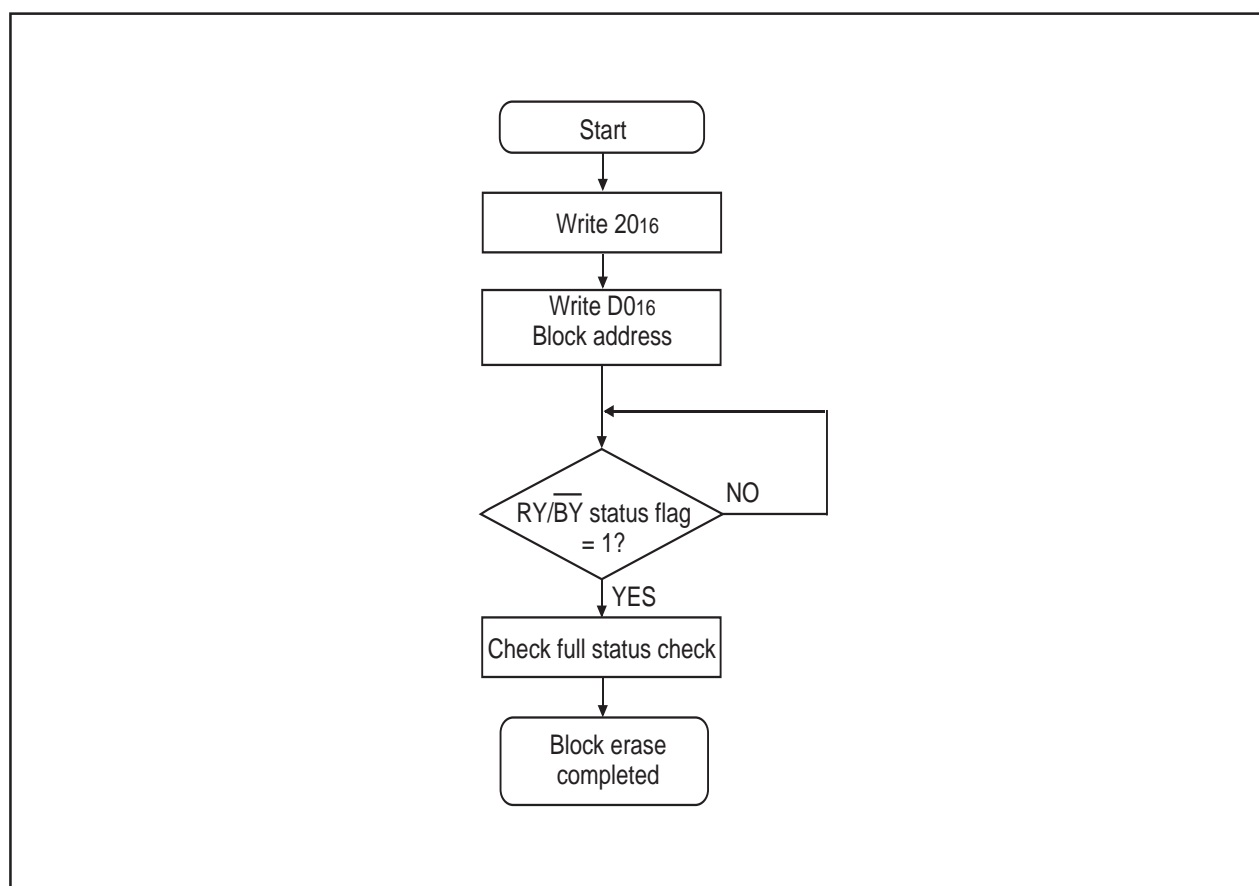 Start
Write 2016
Write D016
Block address
NO
RY/B̅Y̅ status flag
= 1?
YES
Check full status check
Block erase
completed